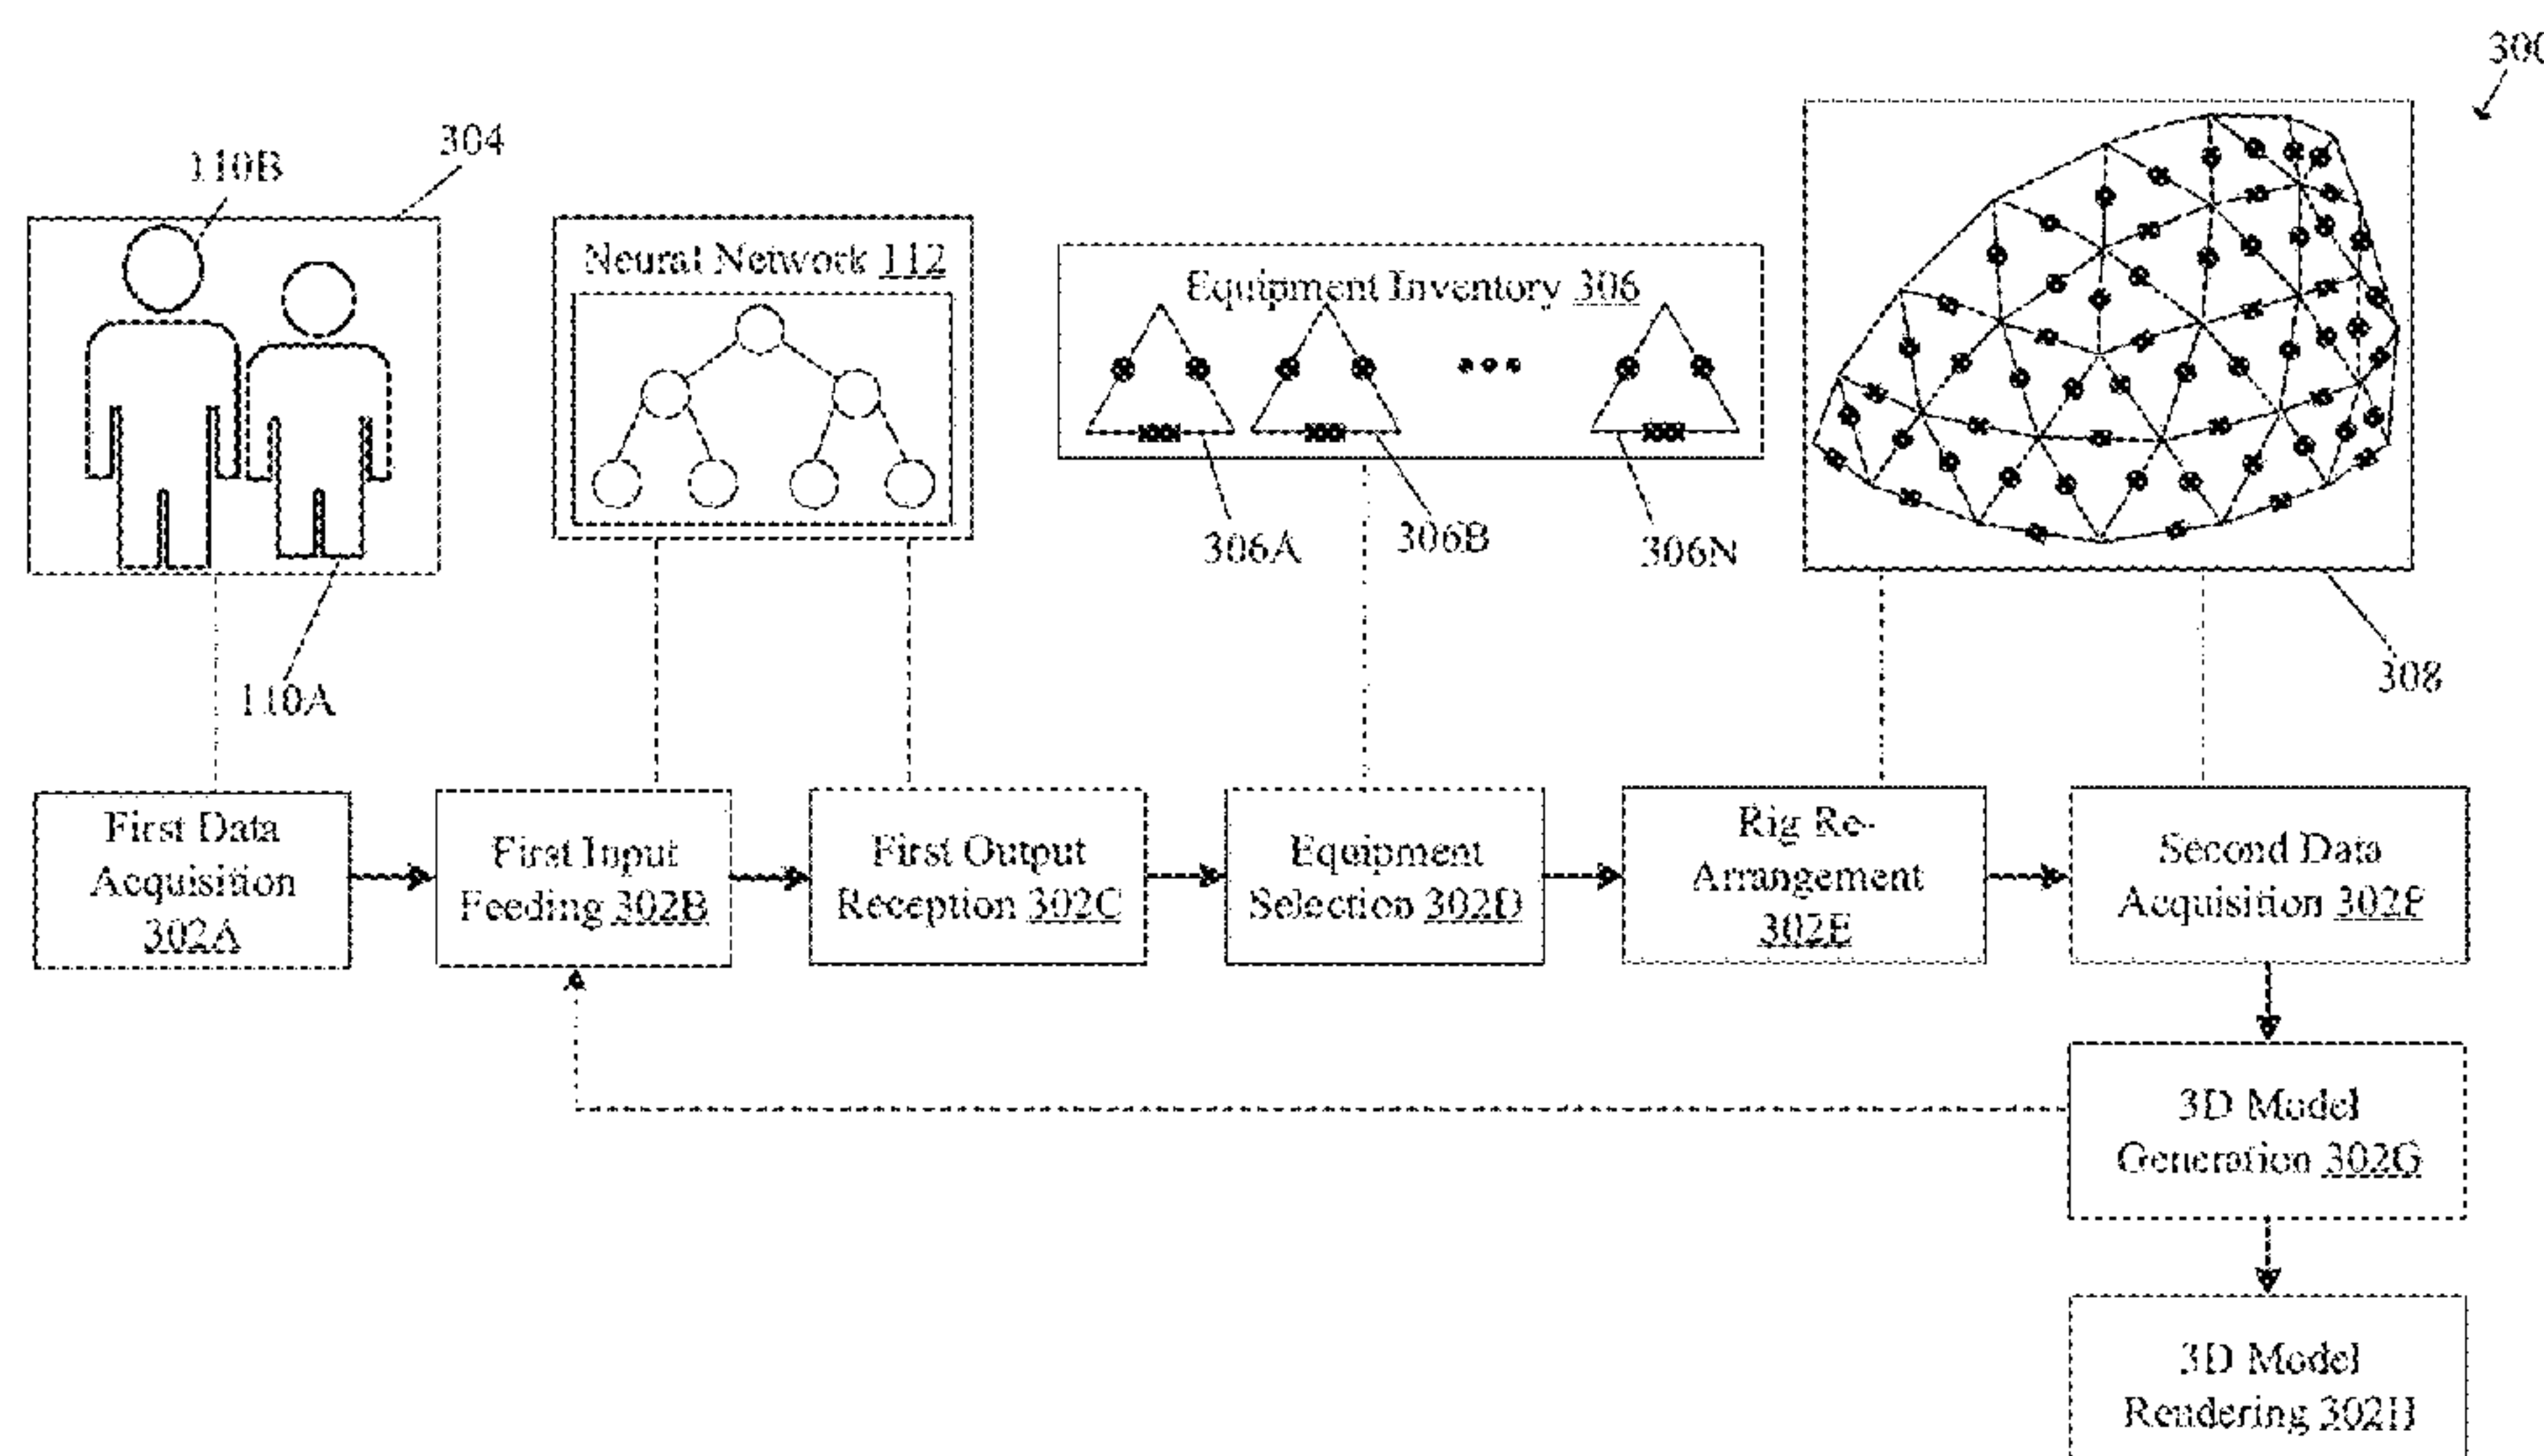 300
304
110B
Neural Network 112
Equipment Inventory 306
306A
306B
306N
308
110A
First Data
Acquisition
302A
First Input
Feeding 302B
First Output
Reception 302C
Equipment
Selection 302D
Rig Re-
Arrangement
302E
Second Data
Acquisition 302F
3D Model
Generation 302G
3D Model
Rendering 302H